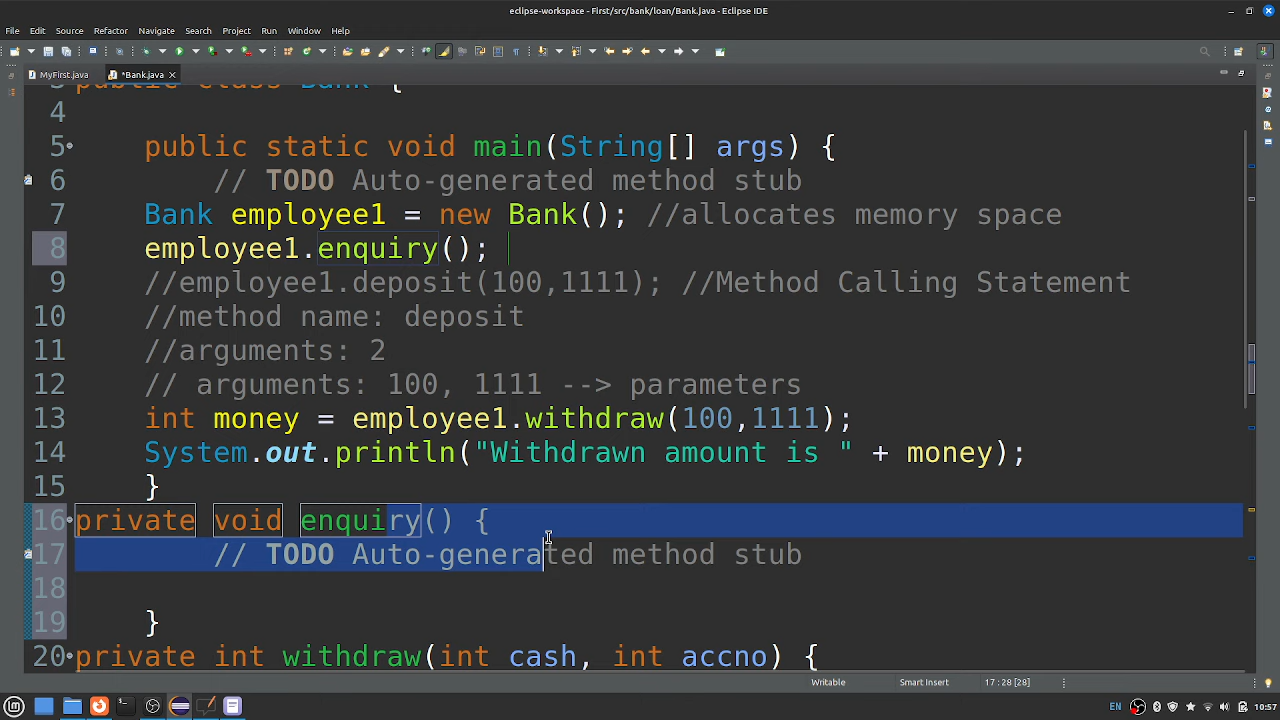 eclipse-workspace - First/src/bank/loan/Bank.Java - Eclipse IDE
File Edit Source Refactor Navigate Search Project Run Window Help
MyFirst.java *Bank.java
3 public class Bank {
4
5 public static void main(String[] args) {
6 // TODO Auto-generated method stub
7 Bank employee1 = new Bank(); //allocates memory space
8 employee1.enquiry();
9 //employee1.deposit(100,1111); //Method Calling Statement
10 //method name: deposit
11 //arguments: 2
12 // arguments: 100, 1111 --> parameters
13 int money = employee1.withdraw(100,1111);
14 System.out.println("Withdrawn amount is " + money);
15 }
16 private void enquiry() {
17 // TODO Auto-generated method stub
18
19 }
20 private int withdraw(int cash, int accno) {
Writable Smart Insert 17 : 28 [28]
EN 10:57